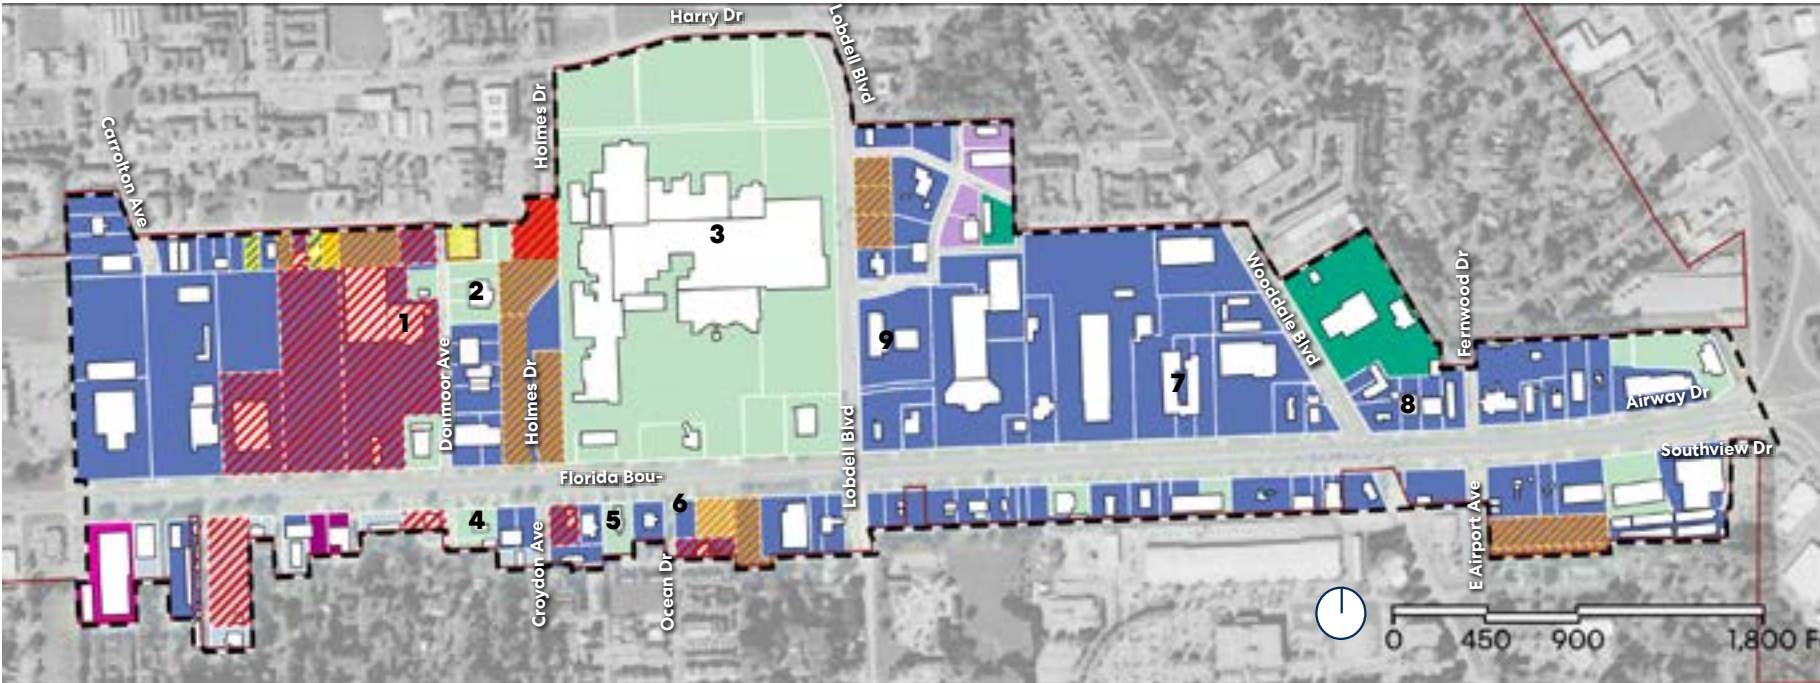 Harry Dr
Lobdell Blvd
Carrolton Ave
Holmes Dr
3
2
1
Donmoor Ave
Holmes Dr
9
7
8
Wooddale Blvd
Fernwood Dr
Airway Dr
Southview Dr
Florida Bou-
Lobdell Blvd
4
5
6
Croydon Ave
Ocean Dr
E Airport Ave
0 450 900 1,800 F